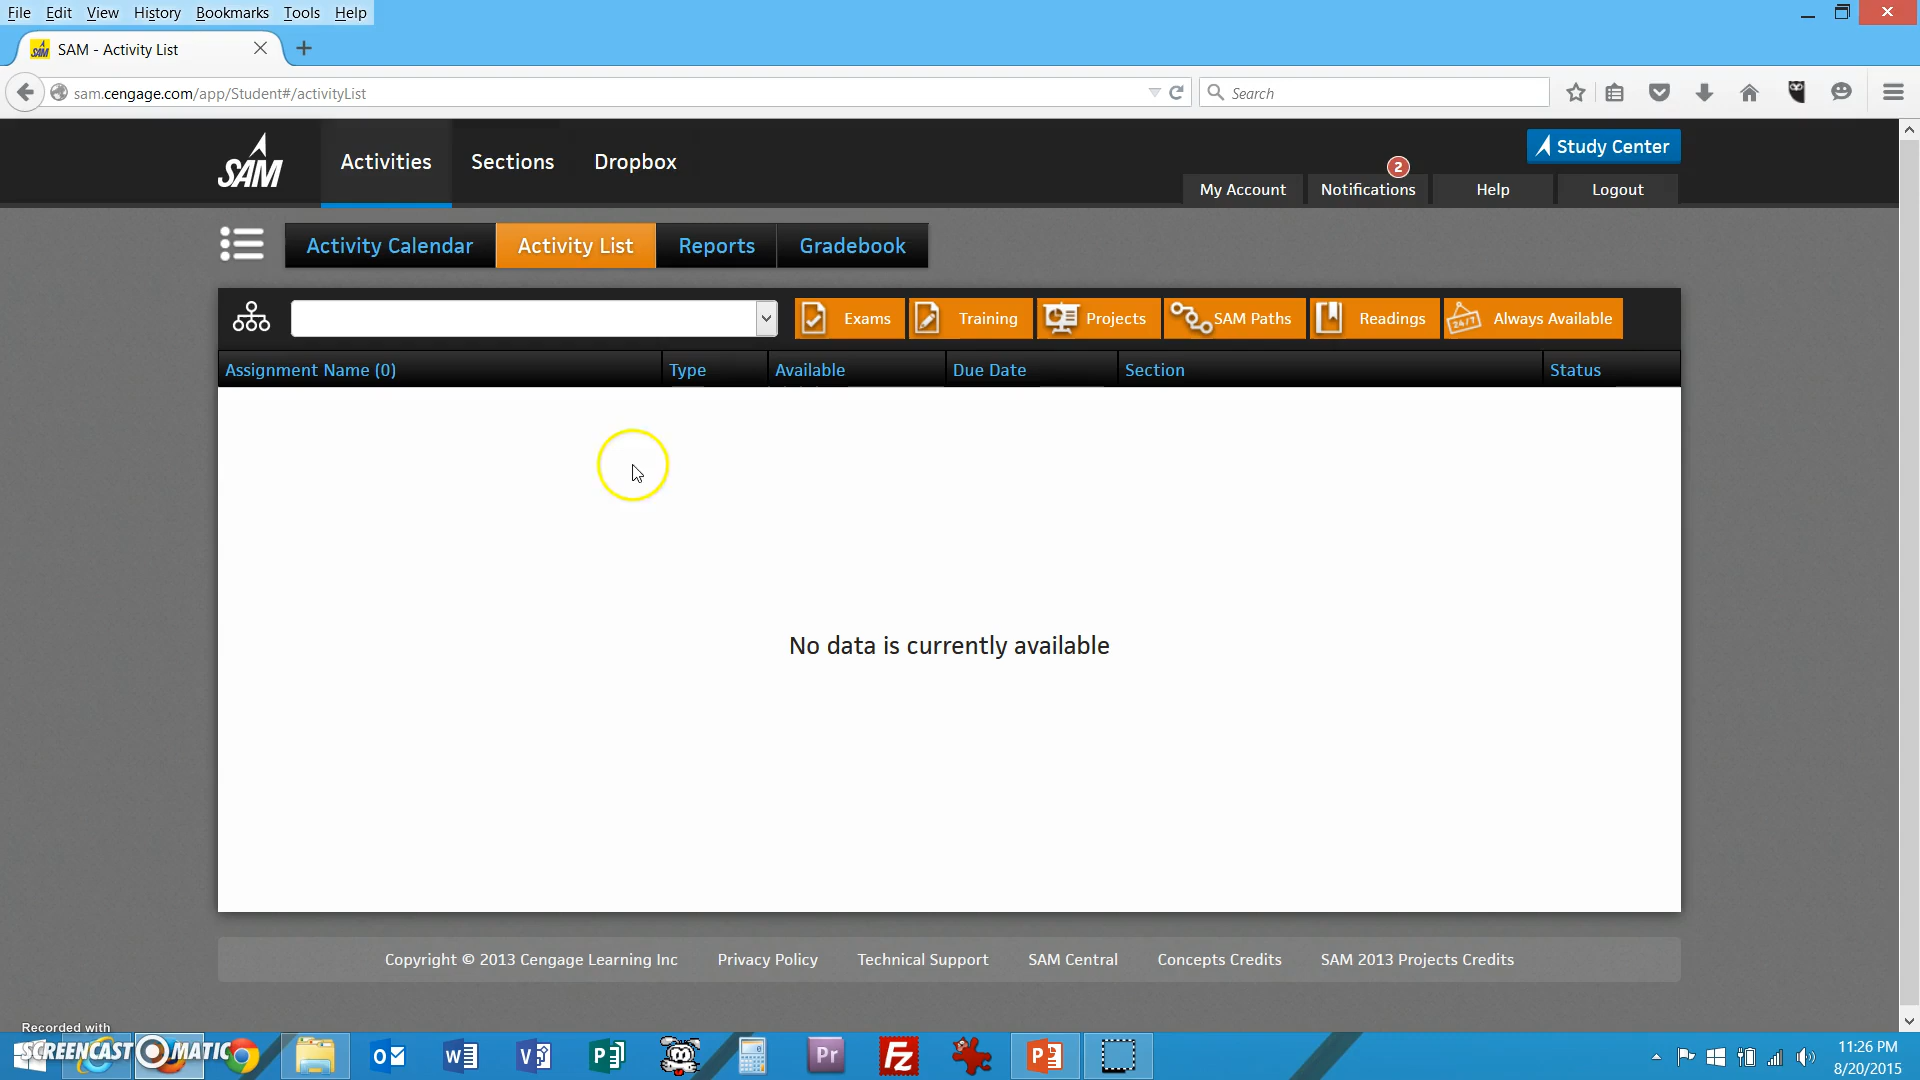 File Edit View History Bookmarks Tools Help
SAM - Activity List
sam.cengage.com/app/Student#/activityList
Search
SAM
Activities Sections Dropbox
Study Center
2
My Account Notifications Help Logout
Activity Calendar Activity List Reports Gradebook
Exams Training Projects SAM Paths Readings 24/7 Always Available
Assignment Name (0) Type Available Due Date Section Status
No data is currently available
Copyright © 2013 Cengage Learning Inc Privacy Policy Technical Support SAM Central Concepts Credits SAM 2013 Projects Credits
Recorded with
SCREENCAST MATIC
Pr
Fz
11:26 PM
8/20/2015